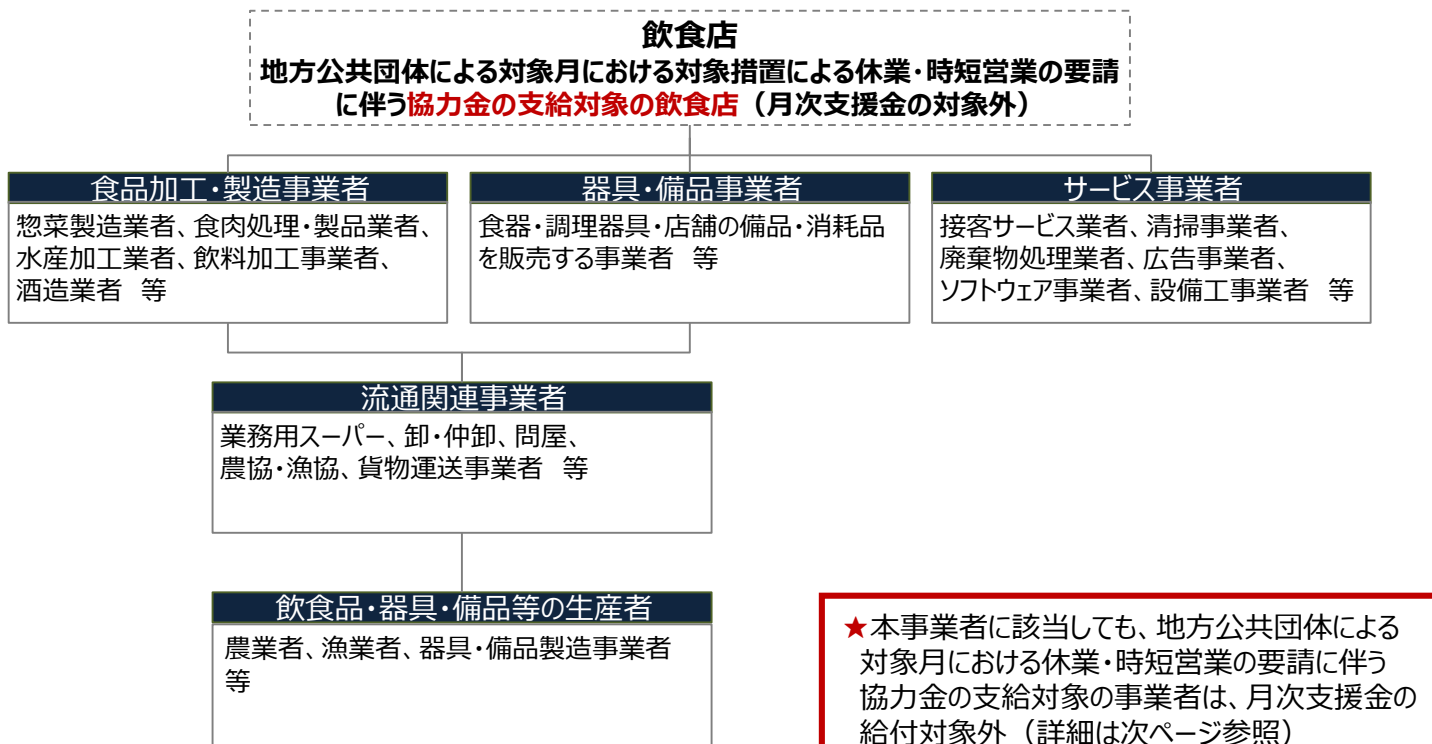 飲食店
地方公共団体による対象月における対象措置による休業・時短営業の要請
に伴う協力金の支給対象の飲食店（月次支援金の対象外）
食品加工・製造事業者
惣菜製造業者、食肉処理・製品業者、
水産加工業者、飲料加工事業者、
酒造業者　等
器具・備品事業者
食器・調理器具・店舗の備品・消耗品
を販売する事業者　等
サービス事業者
接客サービス業者、清掃事業者、
廃棄物処理業者、広告事業者、
ソフトウェア事業者、設備工事業者　等
流通関連事業者
業務用スーパー、卸・仲卸、問屋、
農協・漁協、貨物運送事業者　等
飲食品・器具・備品等の生産者
農業者、漁業者、器具・備品製造事業者
等
★本事業者に該当しても、地方公共団体による
対象月における休業・時短営業の要請に伴う
協力金の支給対象の事業者は、月次支援金の
給付対象外（詳細は次ページ参照）